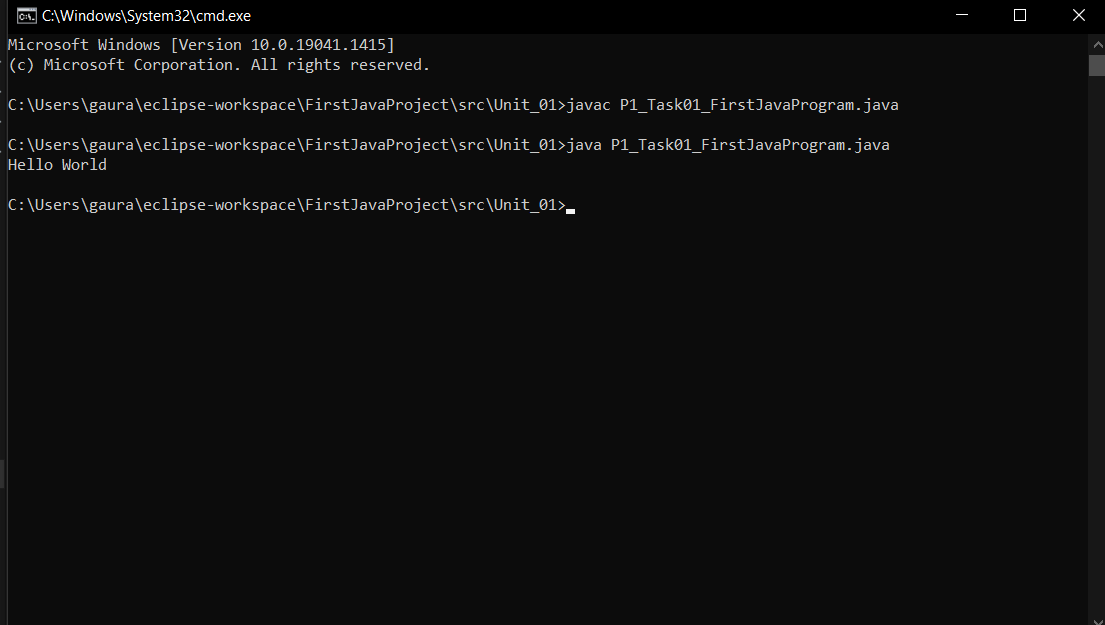 C:\Windows\System32\cmd.exe
Microsoft Windows [Version 10.0.19041.1415]
(c) Microsoft Corporation. All rights reserved.
C:\Users\gaura\eclipse-workspace\FirstJavaProject\src\Unit_01>javac P1_Task01_FirstJavaProgram.java
C:\Users\gaura\eclipse-workspace\FirstJavaProject\src\Unit_01>java P1_Task01_FirstJavaProgram.java
Hello World
C:\Users\gaura\eclipse-workspace\FirstJavaProject\src\Unit_01>